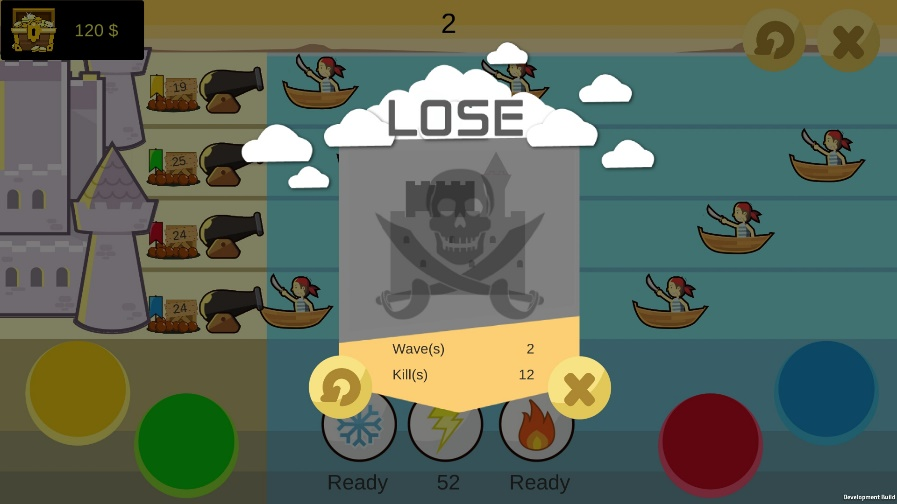 120 $
2
19
25
24
24
LOSE
Wave(s) 2
Kill(s) 12
Ready 52 Ready
Development Build